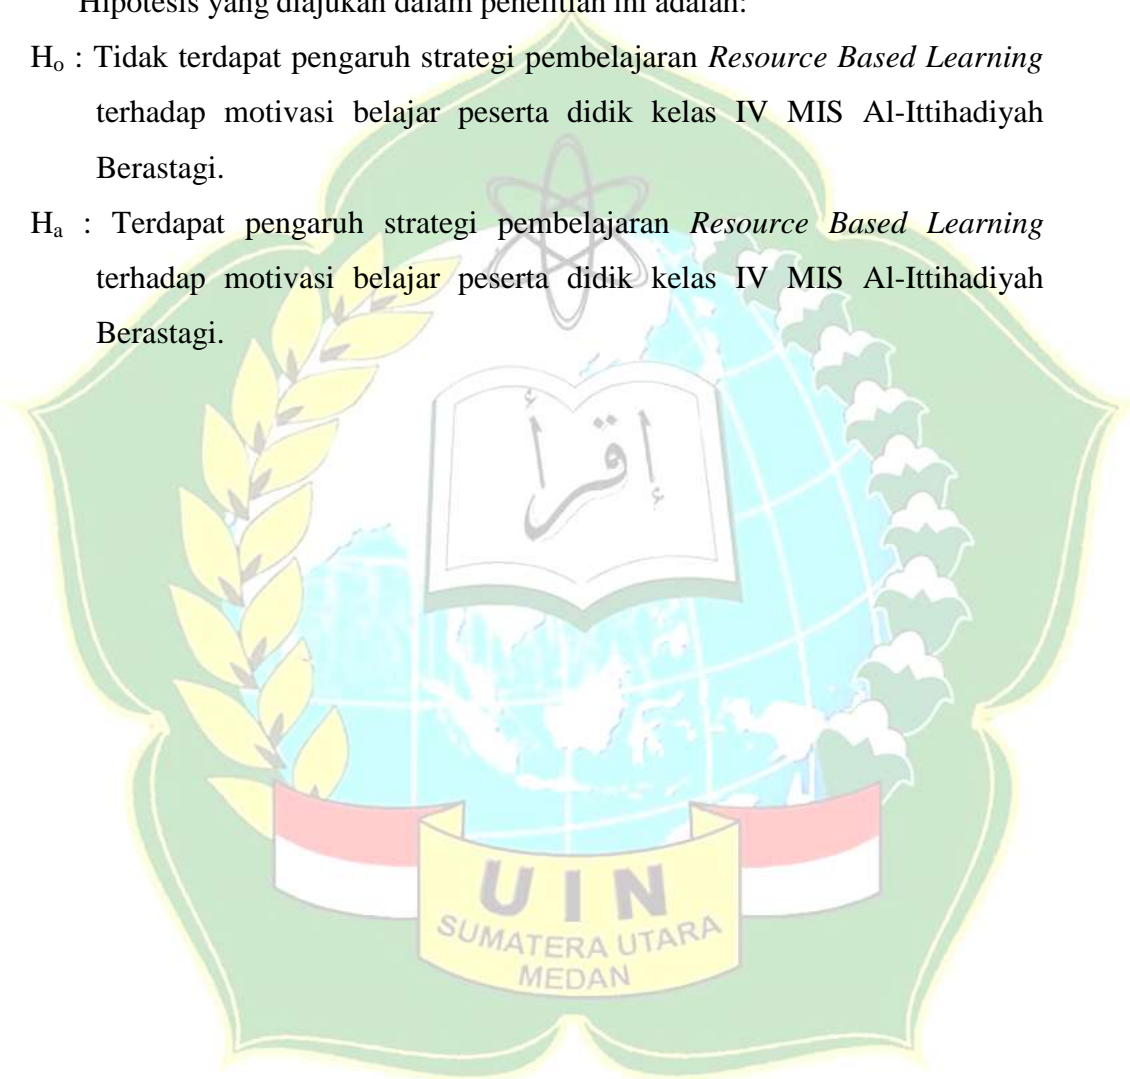 Hipotesis yang diajukan dalam penelitian ini adalah:
Ho : Tidak terdapat pengaruh strategi pembelajaran Resource Based Learning
terhadap motivasi belajar peserta didik kelas IV MIS Al-Ittihadiyah
Berastagi.
Ha : Terdapat pengaruh strategi pembelajaran Resource Based Learning
terhadap motivasi belajar peserta didik kelas IV MIS Al-Ittihadiyah
Berastagi.
إقرأ
UIN
SUMATERA UTARA
MEDAN